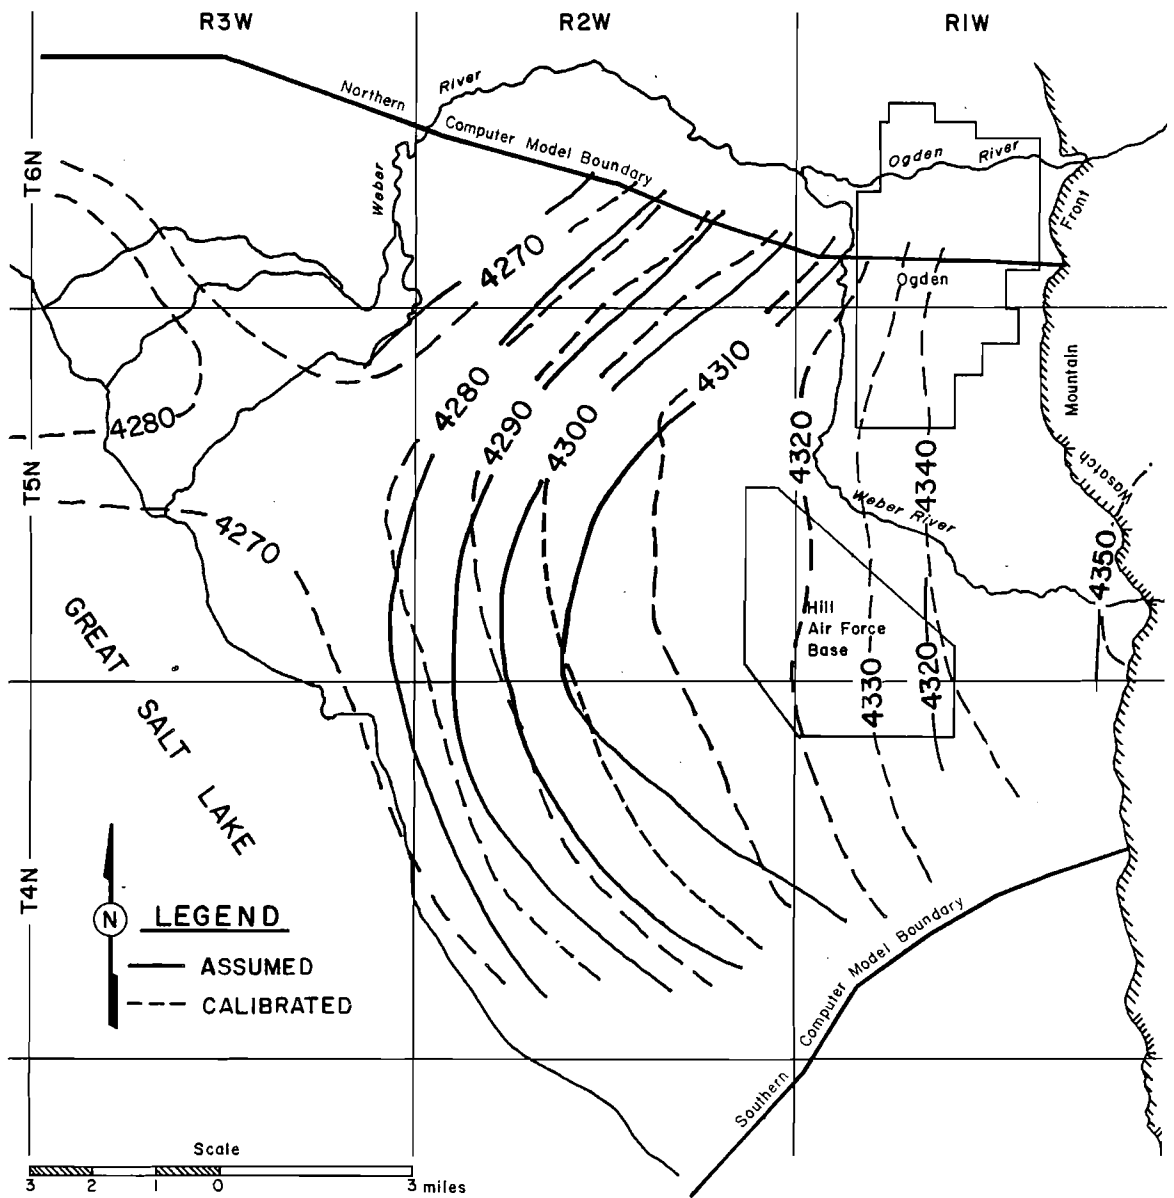 R3W
R2W
R1W
T6N
Northern
Computer Model Boundary
River
Weber
Ogden River
Front
Ogden
4270
4310
Mountain
4280
4280
4290
4300
4320
4340
T5N
Wasatch
Weber River
4270
4350
GREAT
SALT
LAKE
Hill
Air Force
Base
4330
4320
T4N
N
LEGEND
ASSUMED
CALIBRATED
Southern
Computer Model Boundary
Scale
3 2 1 0 3 miles